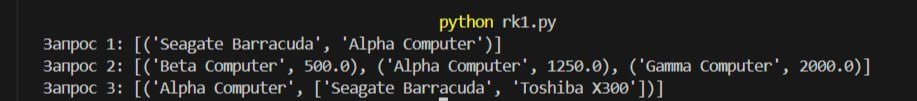 python rk1.py
Запрос 1: [('Seagate Barracuda', 'Alpha Computer')]
Запрос 2: [('Beta Computer', 500.0), ('Alpha Computer', 1250.0), ('Gamma Computer', 2000.0)]
Запрос 3: [('Alpha Computer', ['Seagate Barracuda', 'Toshiba X300'])]